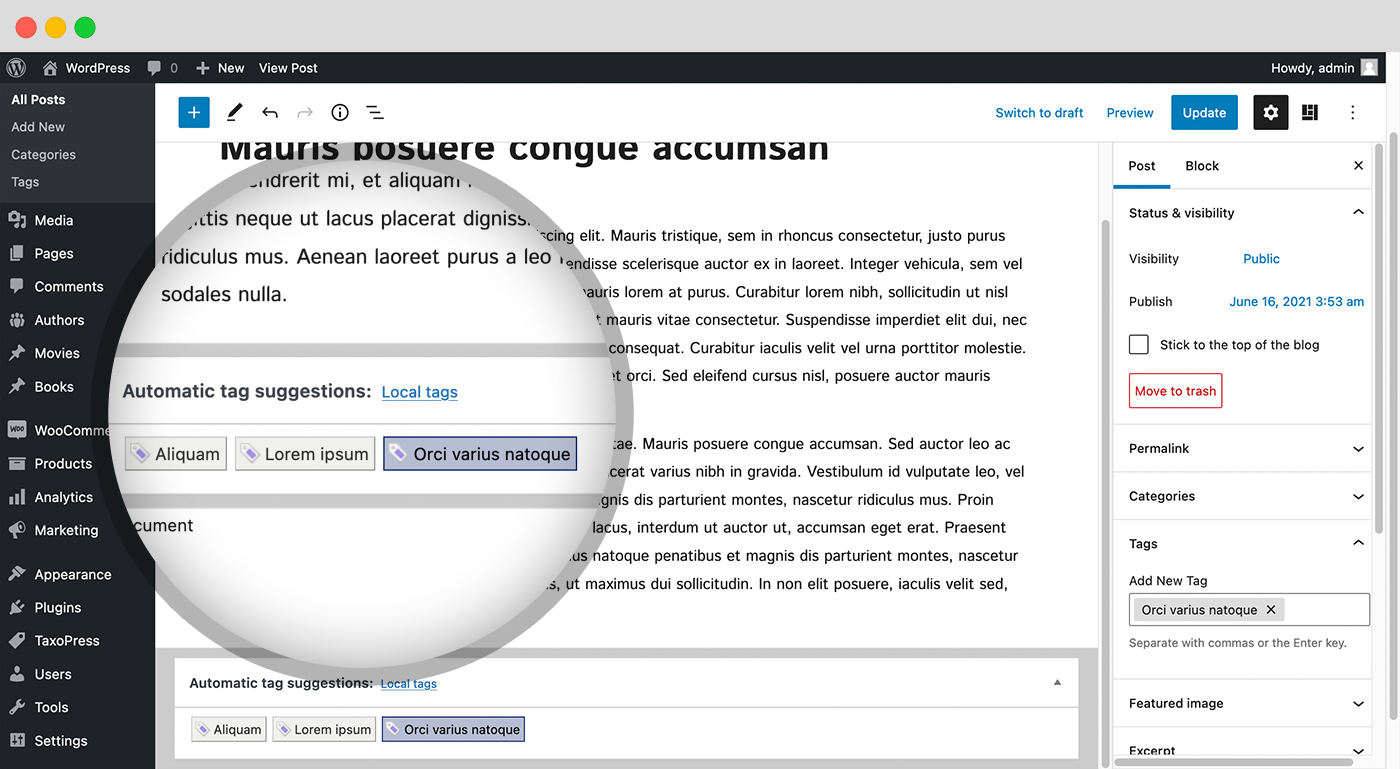 WordPress
0
New
View Post
Howdy, admin
All Posts
Add New
Categories
Tags
Media
Pages
Comments
Authors
Movies
Books
WOO
WooComme
Products
Analytics
Marketing
Appearance
Plugins
TaxoPress
Users
Tools
Settings
Switch to draft
Preview
Update
Mauris posuere congue accumsan
endrerit mi, et aliquam
ittis neque ut lacus placerat digniss
ridiculus mus. Aenean laoreet purus a leo
sodales nulla.
Automatic tag suggestions: Local tags
Aliquam
Lorem ipsum
Orci varius natoque
cument
scing elit. Mauris tristique, sem in rhoncus consectetur, justo purus
endisse scelerisque auctor ex in laoreet. Integer vehicula, sem vel
auris lorem at purus. Curabitur lorem nibh, sollicitudin ut nisl
t mauris vitae consectetur. Suspendisse imperdiet elit dui, nec
consequat. Curabitur iaculis velit vel urna porttitor molestie.
et orci. Sed eleifend cursus nisl, posuere auctor mauris
tae. Mauris posuere congue accumsan. Sed auctor leo ac
cerat varius nibh in gravida. Vestibulum id vulputate leo, vel
gnis dis parturient montes, nascetur ridiculus mus. Proin
lacus, interdum ut auctor ut, accumsan eget erat. Praesent
us natoque penatibus et magnis dis parturient montes, nascetur
s, ut maximus dui sollicitudin. In non elit posuere, iaculis velit sed,
Automatic tag suggestions: Local tags
Aliquam
Lorem ipsum
Orci varius natoque
Post
Block
Status & visibility
Visibility
Public
Publish
June 16, 2021 3:53 am
Stick to the top of the blog
Move to trash
Permalink
Categories
Tags
Add New Tag
Orci varius natoque
Separate with commas or the Enter key.
Featured image
Excerpt